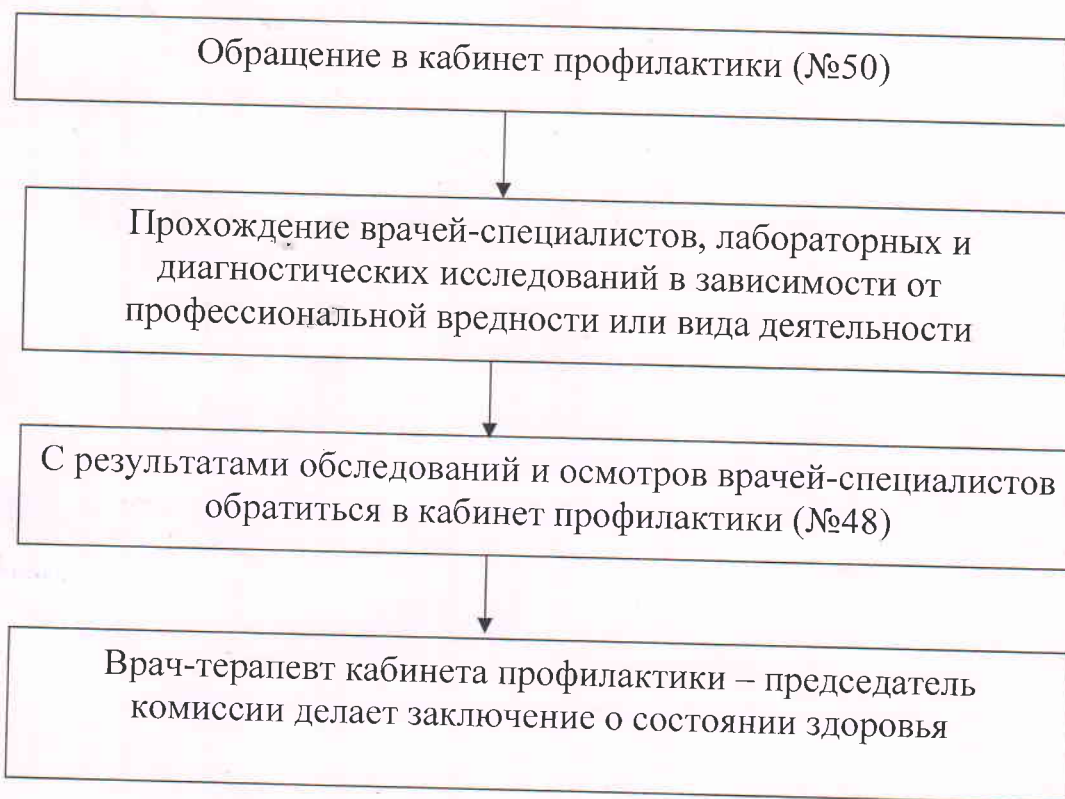 Обращение в кабинет профилактики (№50)
Прохождение врачей-специалистов, лабораторных и
диагностических исследований в зависимости от
профессиональной вредности или вида деятельности
С результатами обследований и осмотров врачей-специалистов
обратиться в кабинет профилактики (№48)
Врач-терапевт кабинета профилактики – председатель
комиссии делает заключение о состоянии здоровья